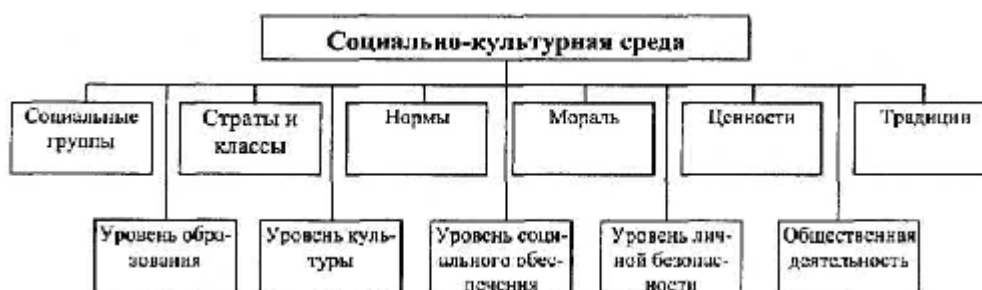 Социально-культурная среда
Социальные
группы
Страты и
классы
Нормы
Мораль
Ценности
Традиции
Уровень обра-
зования
Уровень куль-
туры
Уровень соци-
ального обес-
печения
Уровень лич-
ной безопас-
ности
Общественная
деятельность